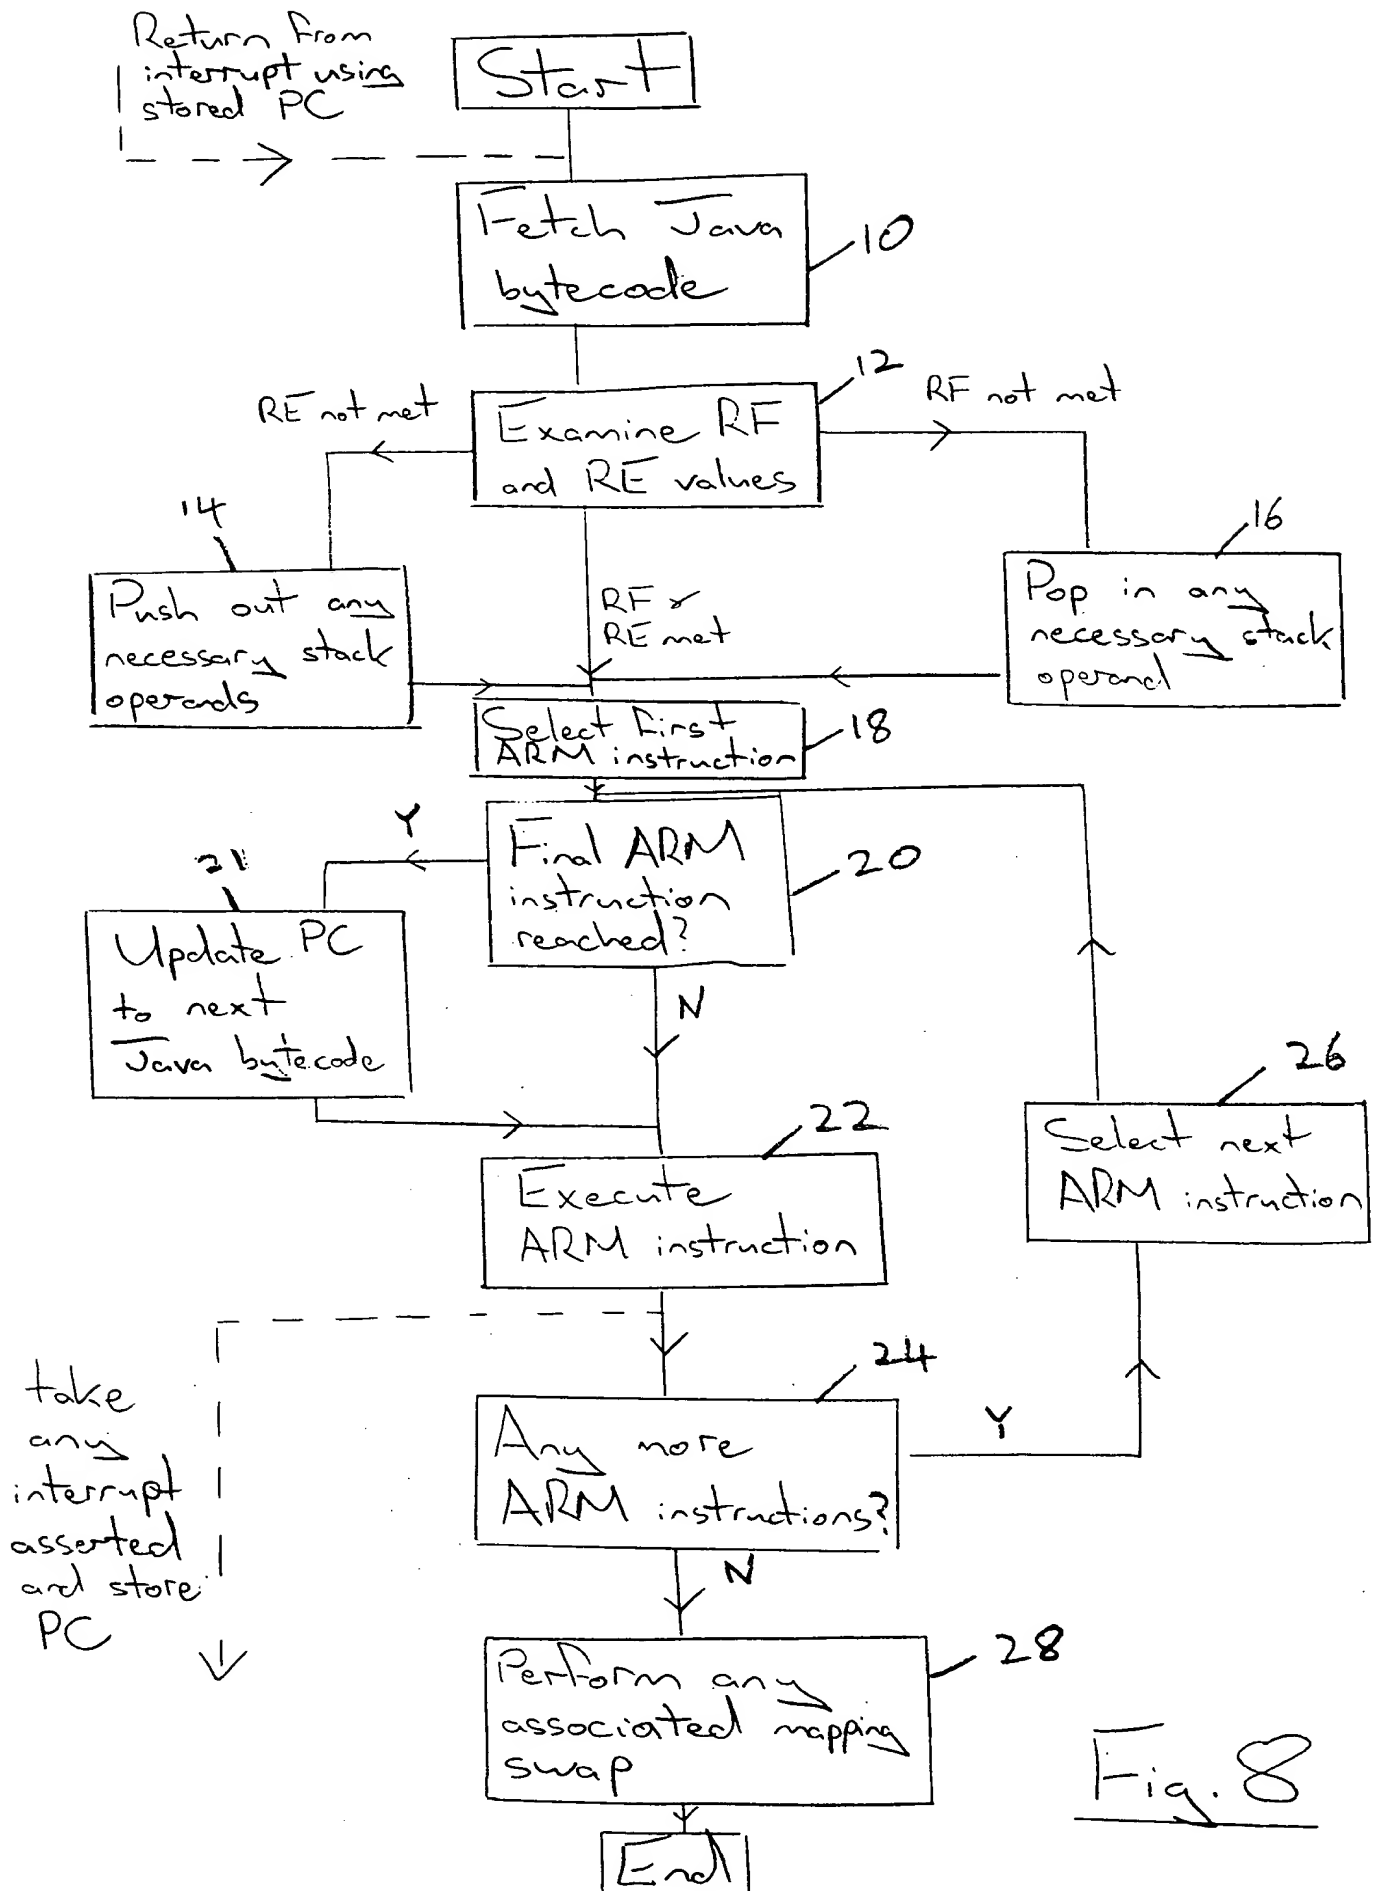 Return from
interrupt using
stored PC
Start
Fetch Java
bytecode
10
12
RE not met
RF not met
Examine RF
and RE values
14
16
Push out any
necessary stack
operands
RF &
RE met
Pop in any
necessary stack
operand
Select first
ARM instruction
18
Y
Final ARM
instruction
reached?
20
21
Update PC
to next
Java bytecode
N
26
22
Select next
ARM instruction
Execute
ARM instruction
24
take
any
interrupt
asserted
and store
PC
Any more
ARM instructions?
Y
N
28
Perform any
associated mapping
swap
Fig. 8
End